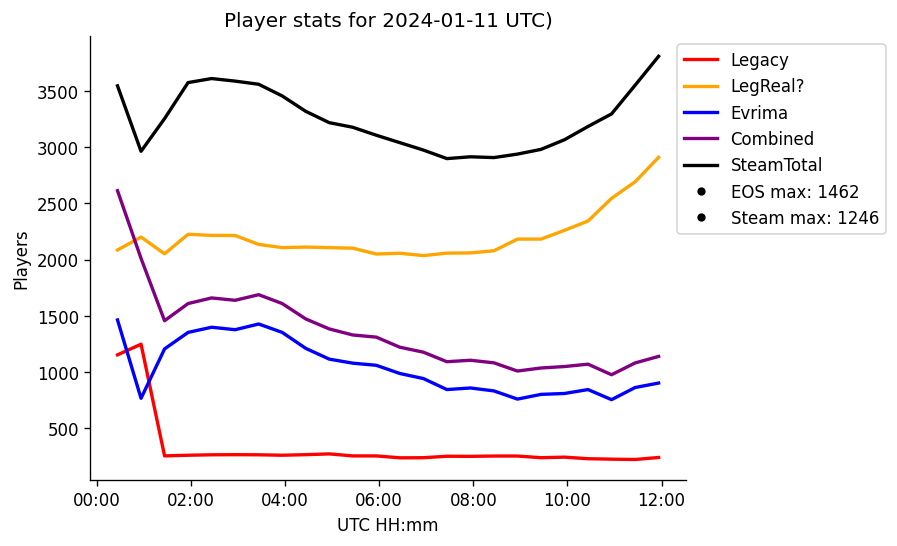 Player stats for 2024-01-11 UTC)
Players
3500
3000
2500
2000
1500
1000
500
00:00 02:00 04:00 06:00 08:00 10:00 12:00
UTC HH:mm
Legacy
LegReal?
Evrima
Combined
SteamTotal
EOS max: 1462
Steam max: 1246